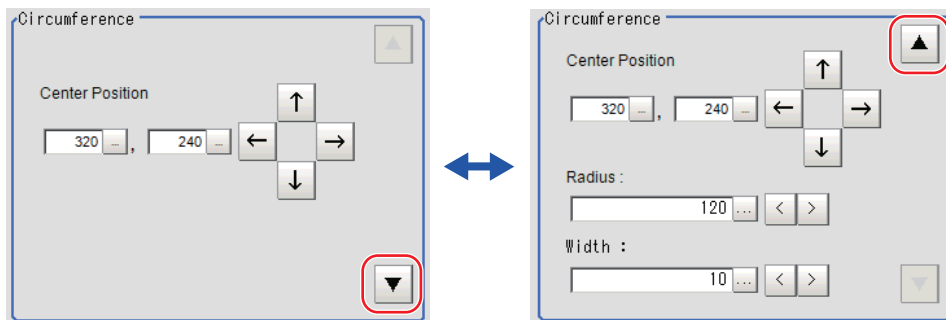 Circumference
Center Position
320 ... , 240 ...
Circumference
Center Position
320 ... , 240 ...
Radius :
120 ... < >
Width :
10 ... < >